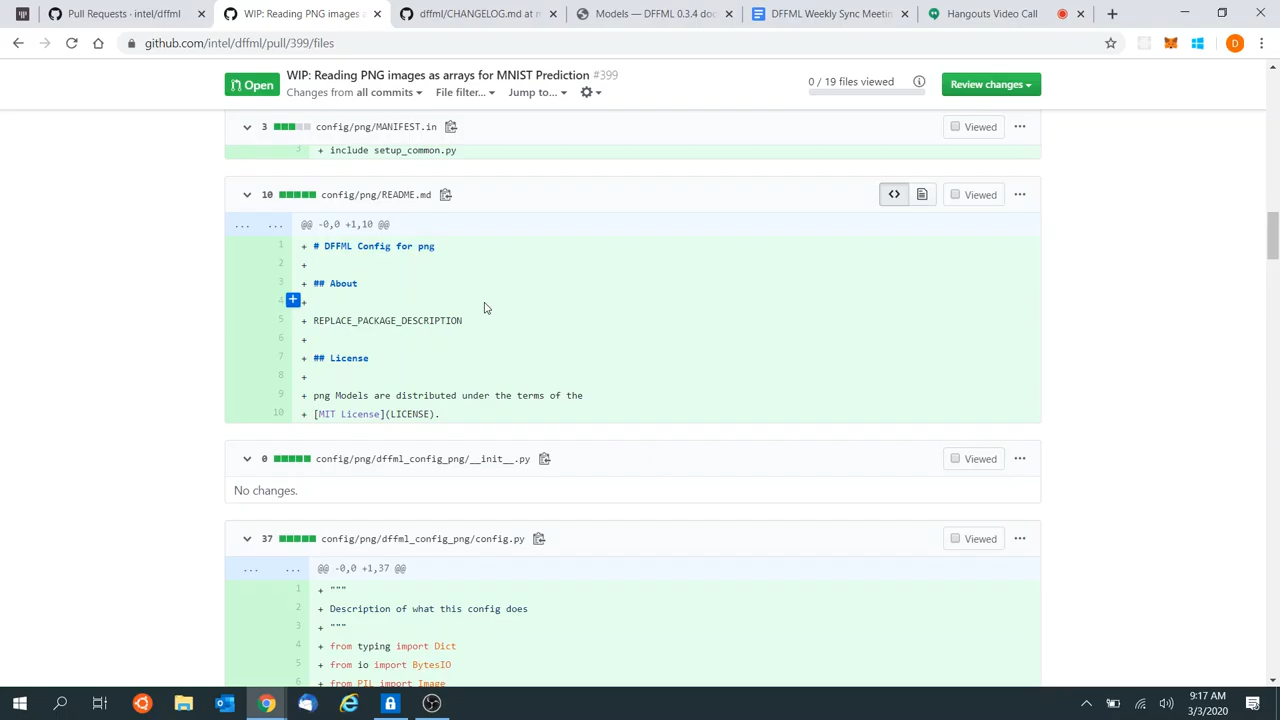 Pull Requests · intel/dffml
WIP: Reading PNG images a
dffml/CHANGELOG.md at m
Models — DFFML 0.3.4 do
DFFML Weekly Sync Meetin
Hangouts Video Call
github.com/intel/dffml/pull/399/files
D
Open
WIP: Reading PNG images as arrays for MNIST Prediction #399
Changes from all commits
File filter...
Jump to...
0 / 19 files viewed
Review changes
3 config/png/MANIFEST.in
Viewed
3 + include setup_common.py
10 config/png/README.md
Viewed
... ... @@ -0,0 +1,10 @@
1 + # DFFML Config for png
2 +
3 + ## About
4 +
5 + REPLACE_PACKAGE_DESCRIPTION
6 +
7 + ## License
8 +
9 + png Models are distributed under the terms of the
10 + [MIT License](LICENSE).
0 config/png/dffml_config_png/__init__.py
Viewed
No changes.
37 config/png/dffml_config_png/config.py
Viewed
... ... @@ -0,0 +1,37 @@
1 + """
2 + Description of what this config does
3 + """
4 + from typing import Dict
5 + from io import BytesIO
6 + from PIL import Image
9:17 AM
3/3/2020